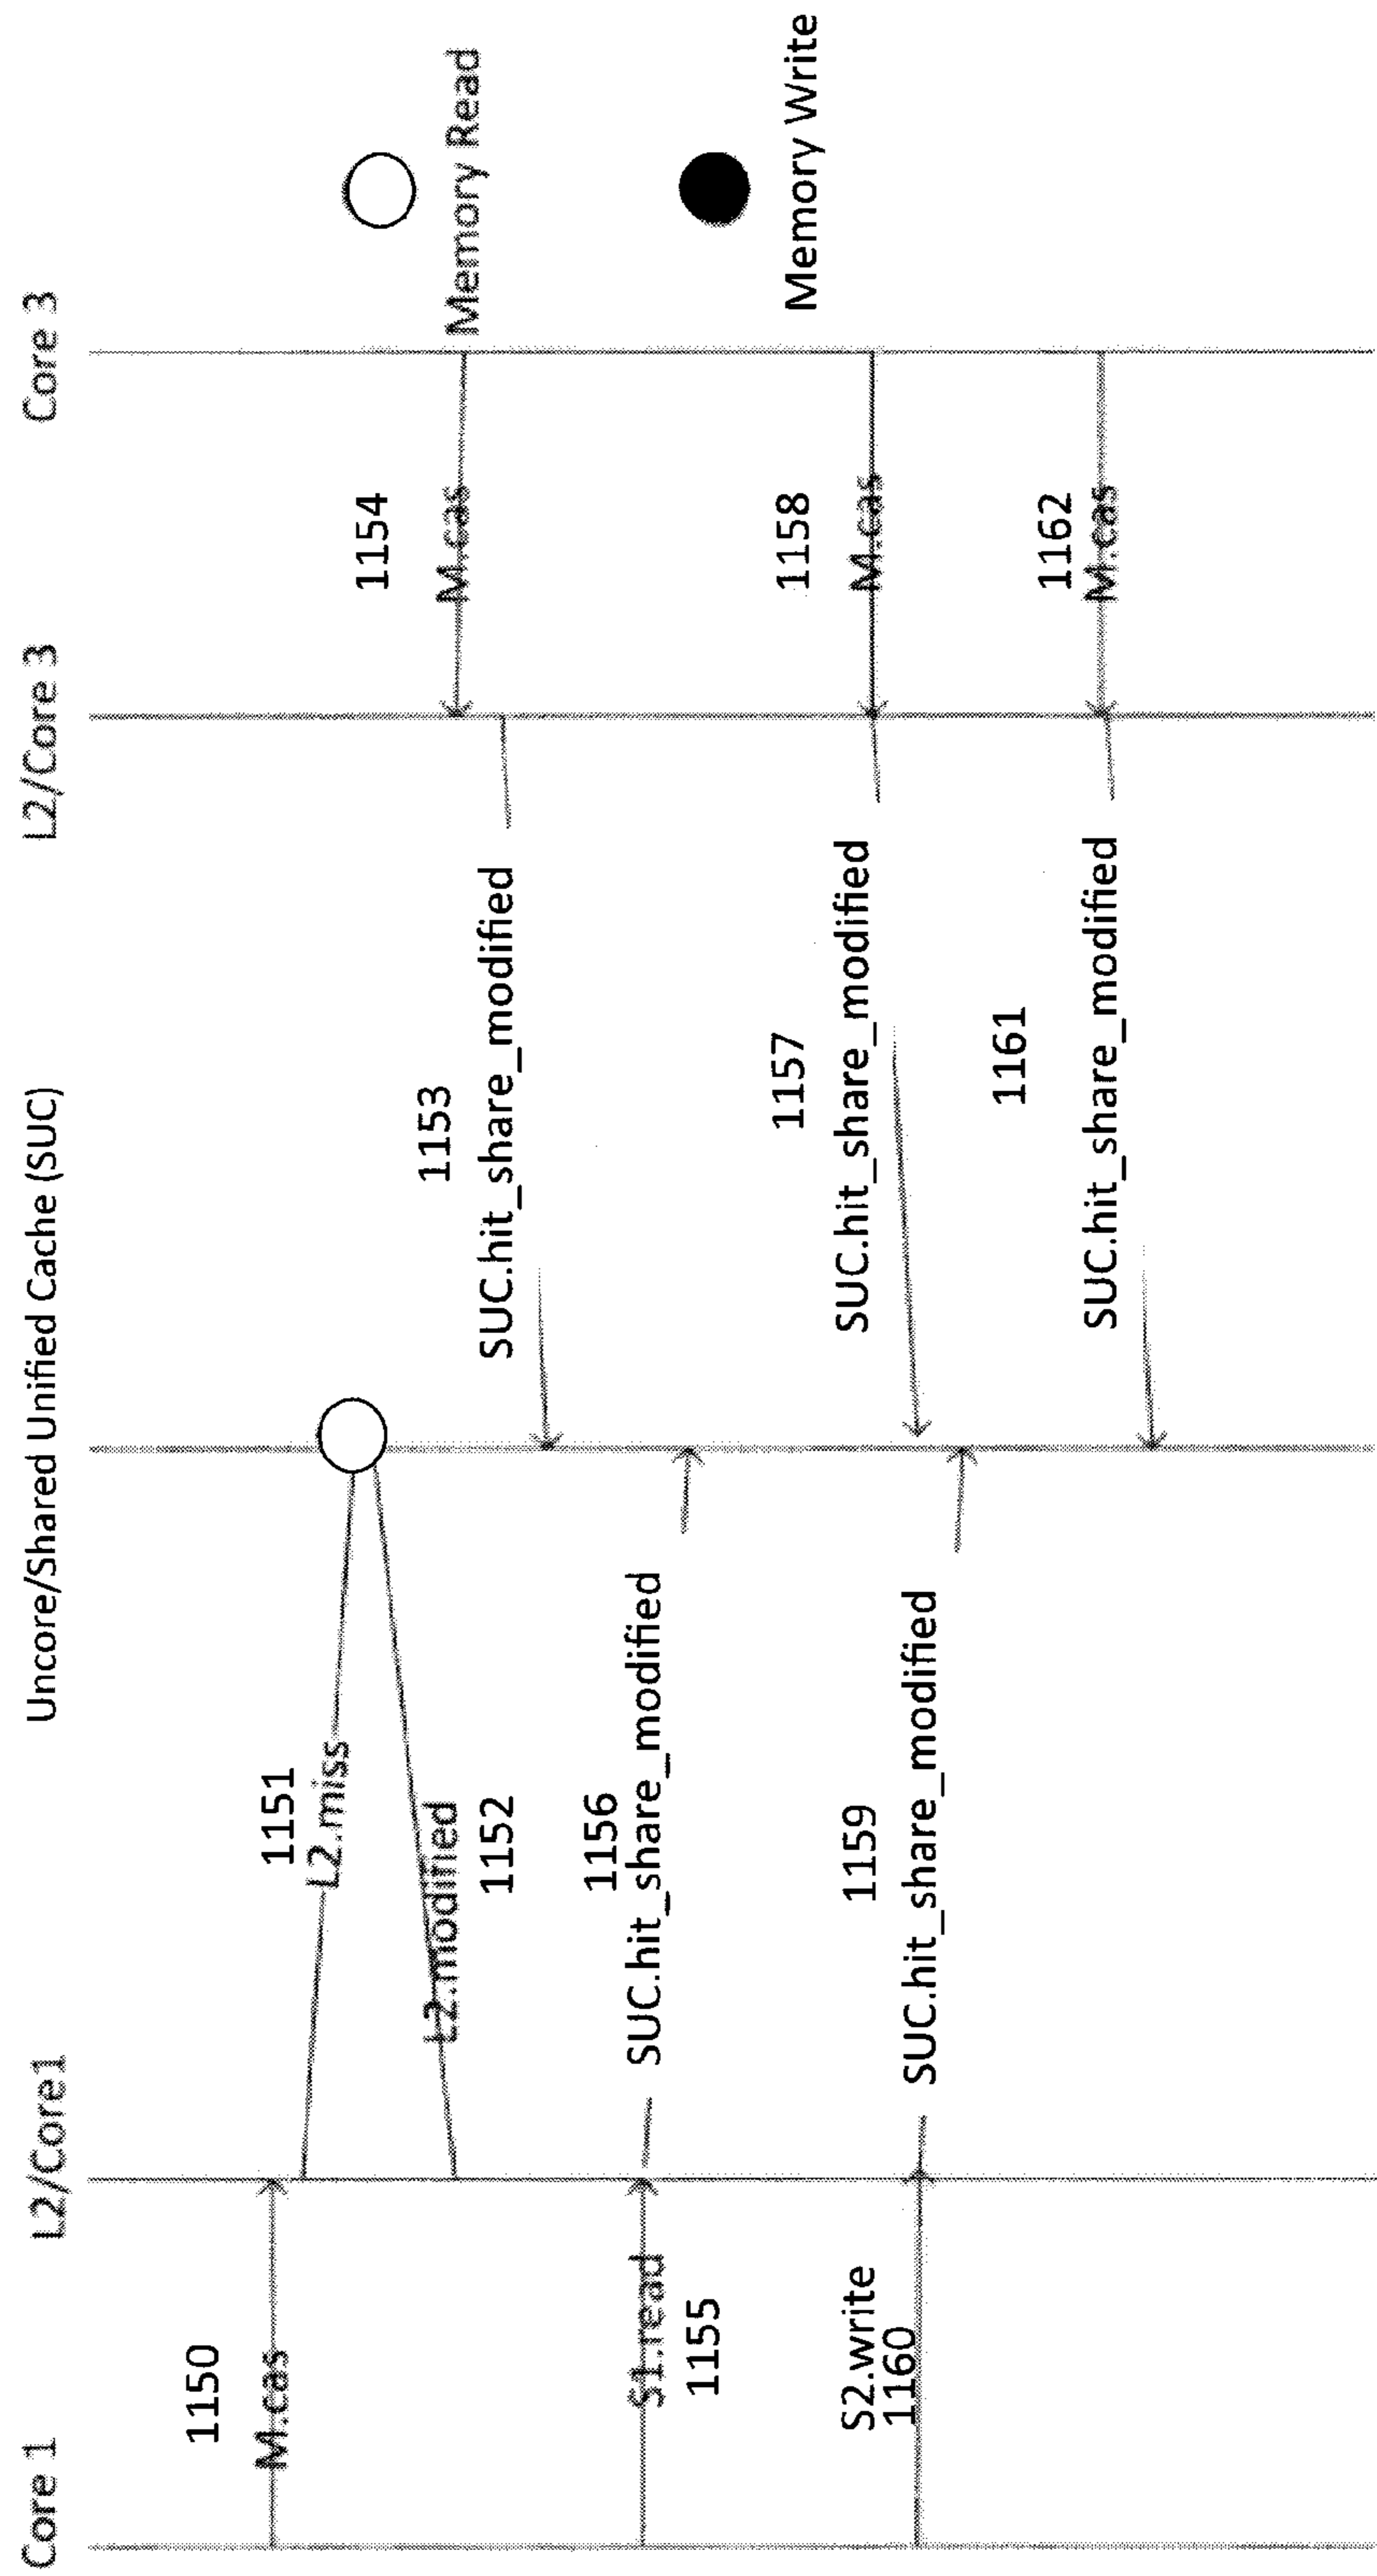 Core 1
L2/Core1
Uncore/Shared Unified Cache (SUC)
L2/Core 3
Core 3
1150
M.cas
1151
L2.miss
L2.modified
1152
1153
SUC.hit_share_modified
1154
M.cas
Memory Read
S1.read
1155
1156
SUC.hit_share_modified
1157
SUC.hit_share_modified
1158
M.cas
Memory Write
S2.write
1160
1159
SUC.hit_share_modified
1161
SUC.hit_share_modified
1162
M.cas